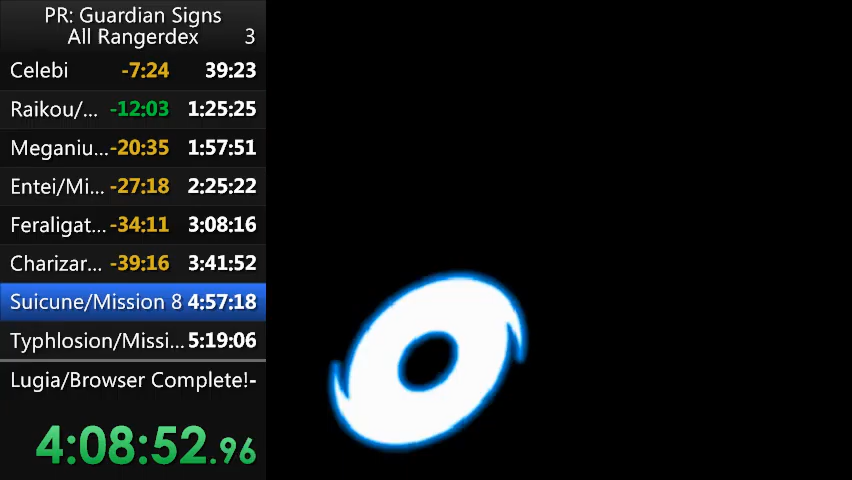 PR: Guardian Signs
All Rangerdex 3
Celebi -7:24 39:23
Raikou/... -12:03 1:25:25
Meganiu... -20:35 1:57:51
Entei/Mi... -27:18 2:25:22
Feraligat... -34:11 3:08:16
Charizar... -39:16 3:41:52
Suicune/Mission 8 4:57:18
Typhlosion/Missi... 5:19:06
Lugia/Browser Complete!-
4:08:52.96